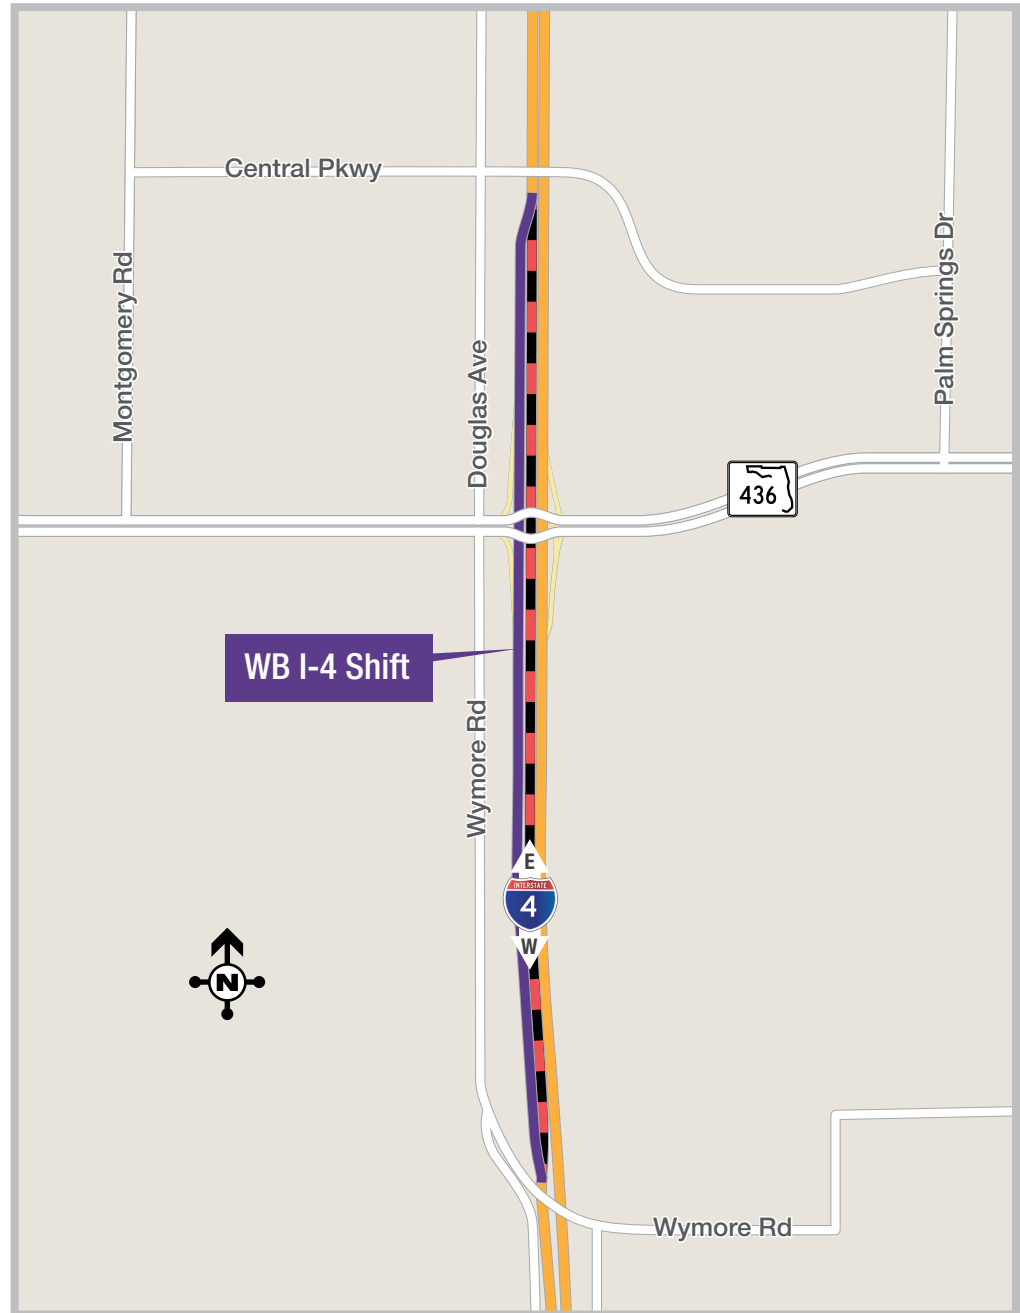 Central Pkwy
Montgomery Rd
Douglas Ave
Palm Springs Dr
436
WB I-4 Shift
Wymore Rd
E
INTERSTATE
4
W
N
Wymore Rd